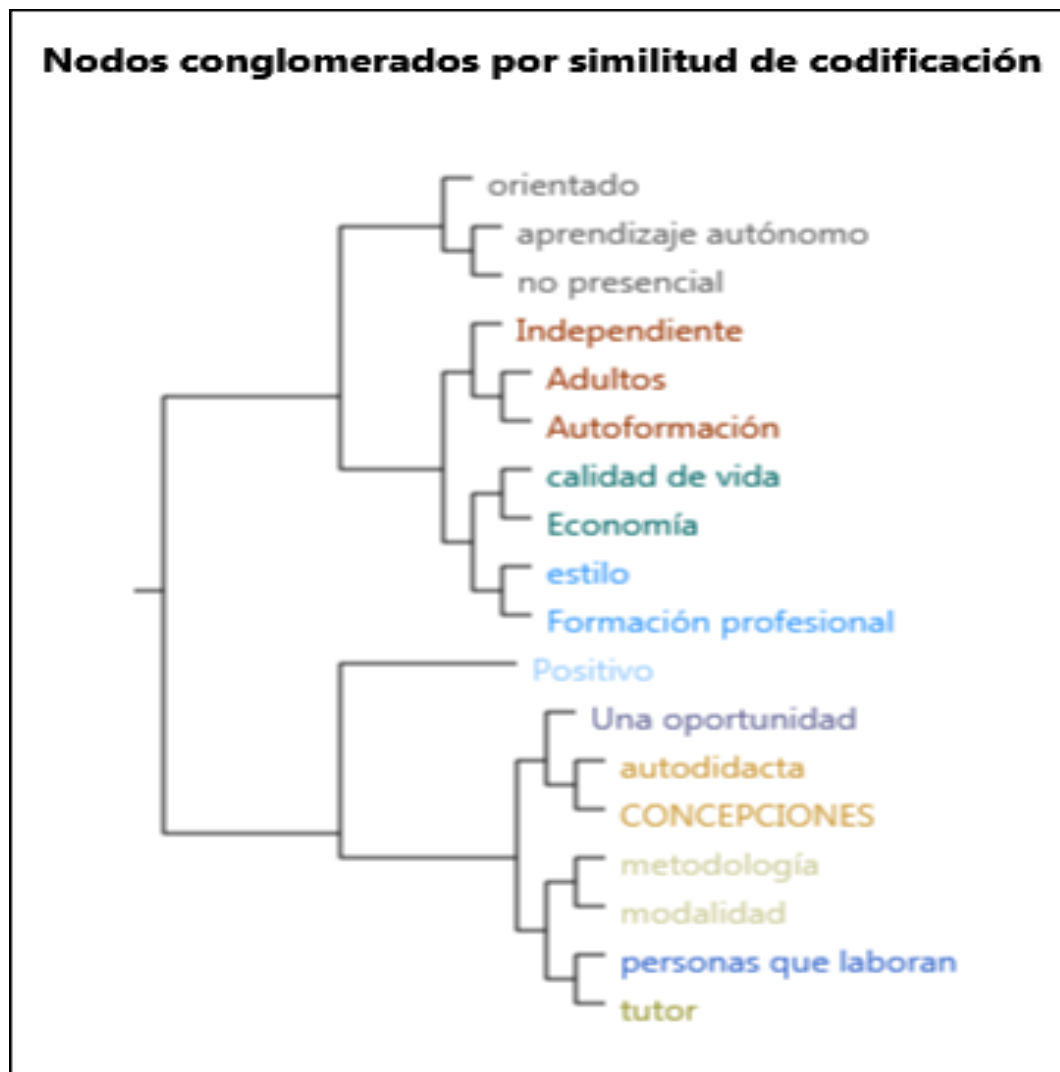 Nodos conglomerados por similitud de codificación
orientado
aprendizaje autónomo
no presencial
Independiente
Adultos
Autoformación
calidad de vida
Economía
estilo
Formación profesional
Positivo
Una oportunidad
autodidacta
CONCEPCIONES
metodología
modalidad
personas que laboran
tutor